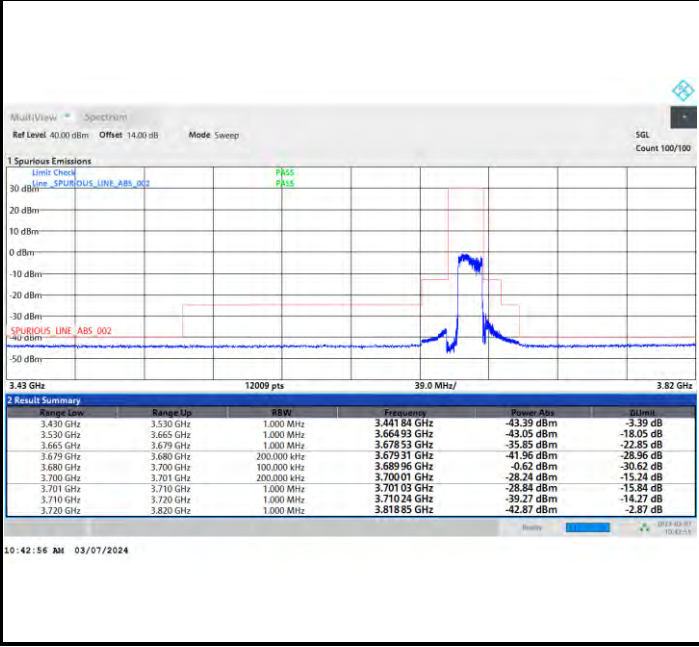 MultiView Spectrum
Ref Level 40.00 dBm Offset 14.00 dB Mode Sweep SGL
Count 100/100
1 Spurious Emissions
Limit Check PASS
Line _SPURIOUS_LINE_ABS_002 PASS
30 dBm
20 dBm
10 dBm
0 dBm
-10 dBm
-20 dBm
-30 dBm
SPURIOUS_LINE_ABS_002
-40 dBm
-50 dBm
3.43 GHz 12009 pts 39.0 MHz/ 3.82 GHz
2 Result Summary
Range Low Range Up RBW Frequency Power Abs ΔLimit
3.430 GHz 3.530 GHz 1.000 MHz 3.441 84 GHz -43.39 dBm -3.39 dB
3.530 GHz 3.665 GHz 1.000 MHz 3.664 93 GHz -43.05 dBm -18.05 dB
3.665 GHz 3.679 GHz 1.000 MHz 3.678 53 GHz -35.85 dBm -22.85 dB
3.679 GHz 3.680 GHz 200.000 kHz 3.679 31 GHz -41.96 dBm -28.96 dB
3.680 GHz 3.700 GHz 100.000 kHz 3.689 96 GHz -0.62 dBm -30.62 dB
3.700 GHz 3.701 GHz 200.000 kHz 3.700 01 GHz -28.24 dBm -15.24 dB
3.701 GHz 3.710 GHz 1.000 MHz 3.701 03 GHz -28.84 dBm -15.84 dB
3.710 GHz 3.720 GHz 1.000 MHz 3.710 24 GHz -39.27 dBm -14.27 dB
3.720 GHz 3.820 GHz 1.000 MHz 3.818 85 GHz -42.87 dBm -2.87 dB
Ready
10:42:56 AM 03/07/2024